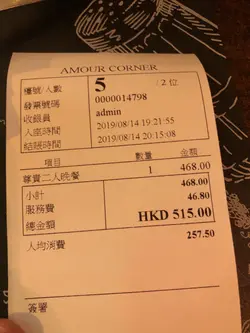 AMOUR CORNER
檯號/人數 5 (2 位
發票號碼 0000014798
收銀員 admin
入座時間 2019/08/14 19:21:55
結賬時間 2019/08/14 20:15:08
項目 數量 金額
尊貴二人晚餐 1 468.00
小計 468.00
服務費 46.80
總金額 HKD 515.00
人均消費 257.50
簽署